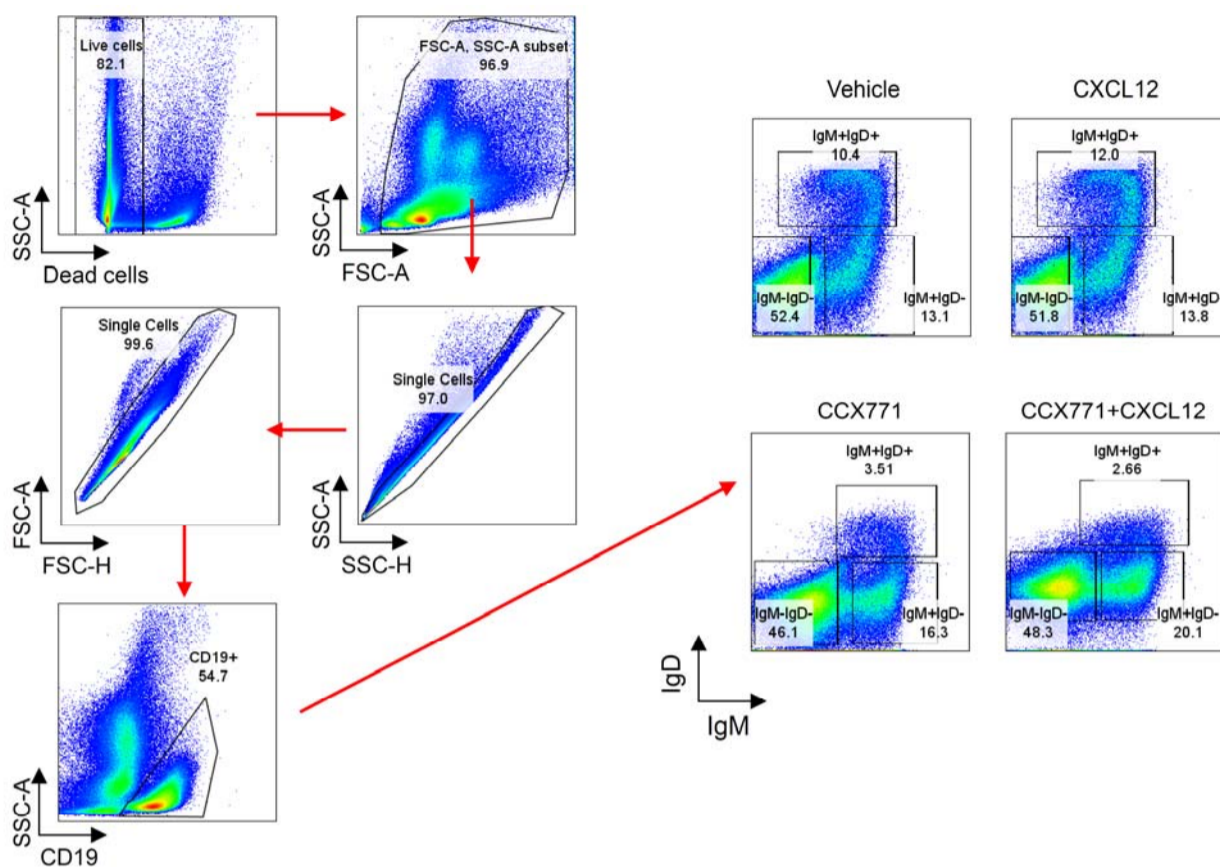 Live cells
82.1
SSC-A
Dead cells
FSC-A, SSC-A subset
96.9
SSC-A
FSC-A
Single Cells
99.6
FSC-A
FSC-H
Single Cells
97.0
SSC-A
SSC-H
CD19+
54.7
SSC-A
CD19
Vehicle
IgM+IgD+
10.4
IgM-IgD-
52.4
IgM+IgD-
13.1
CXCL12
IgM+IgD+
12.0
IgM-IgD-
51.8
IgM+IgD-
13.8
CCX771
IgM+IgD+
3.51
IgM-IgD-
46.1
IgM+IgD-
16.3
CCX771+CXCL12
IgM+IgD+
2.66
IgM-IgD-
48.3
IgM+IgD-
20.1
IgD
IgM